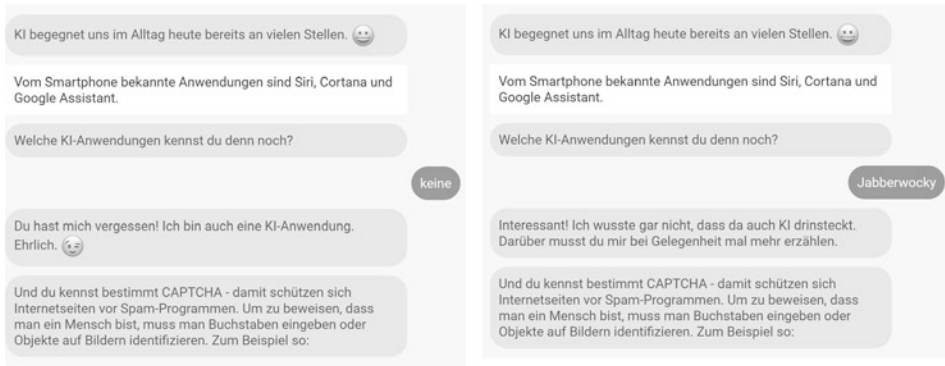 KI begegnet uns im Alltag heute bereits an vielen Stellen. 😀
Vom Smartphone bekannte Anwendungen sind Siri, Cortana und
Google Assistant.
Welche KI-Anwendungen kennst du denn noch?
keine
Du hast mich vergessen! Ich bin auch eine KI-Anwendung.
Ehrlich. 😉
Und du kennst bestimmt CAPTCHA - damit schützen sich
Internetseiten vor Spam-Programmen. Um zu beweisen, dass
man ein Mensch bist, muss man Buchstaben eingeben oder
Objekte auf Bildern identifizieren. Zum Beispiel so:
KI begegnet uns im Alltag heute bereits an vielen Stellen. 😀
Vom Smartphone bekannte Anwendungen sind Siri, Cortana und
Google Assistant.
Welche KI-Anwendungen kennst du denn noch?
Jabberwocky
Interessant! Ich wusste gar nicht, dass da auch KI drinsteckt.
Darüber musst du mir bei Gelegenheit mal mehr erzählen.
Und du kennst bestimmt CAPTCHA - damit schützen sich
Internetseiten vor Spam-Programmen. Um zu beweisen, dass
man ein Mensch bist, muss man Buchstaben eingeben oder
Objekte auf Bildern identifizieren. Zum Beispiel so: